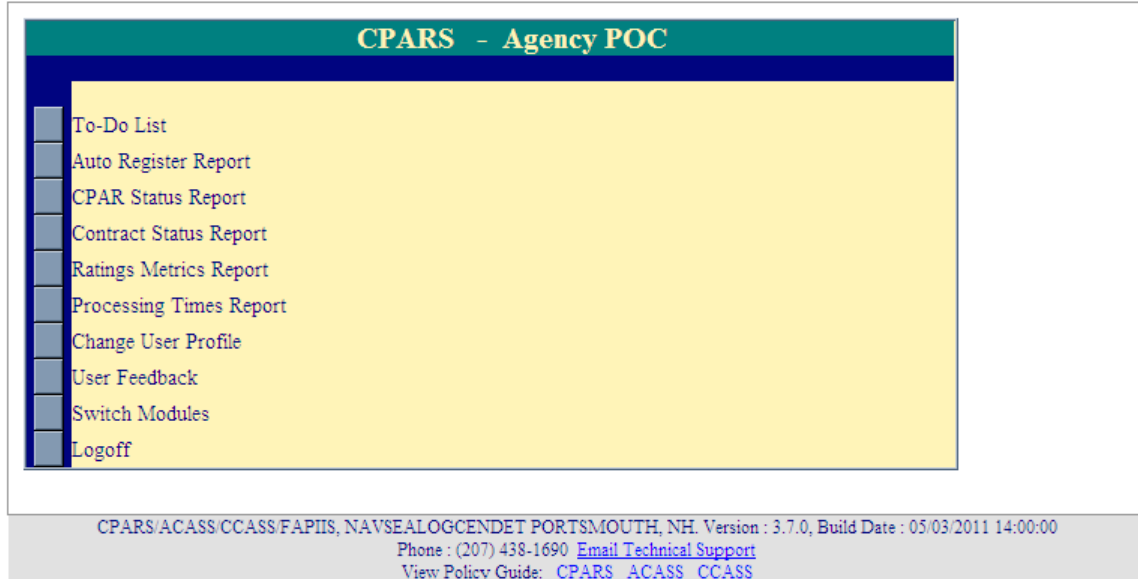 CPARS - Agency POC
To-Do List
Auto Register Report
CPAR Status Report
Contract Status Report
Ratings Metrics Report
Processing Times Report
Change User Profile
User Feedback
Switch Modules
Logoff
CPARS/ACASS/CCASS/FAPIIS, NAVSEALOGCENDET PORTSMOUTH, NH. Version : 3.7.0, Build Date : 05/03/2011 14:00:00
Phone : (207) 438-1690 Email Technical Support
View Policy Guide: CPARS ACASS CCASS